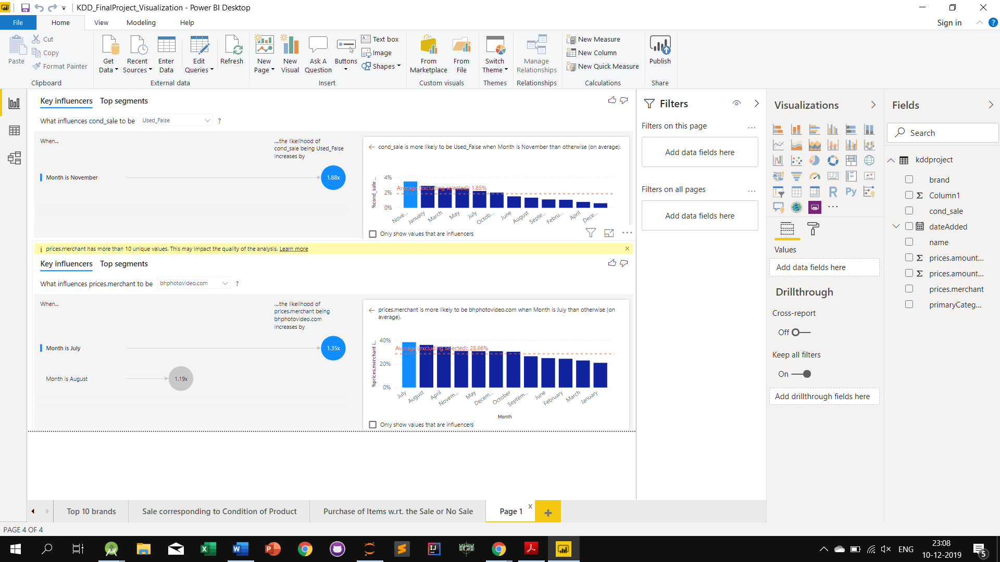 KDD_FinalProject_Visualization - Power BI Desktop
File
Home
View
Modeling
Help
Sign in
?
Paste
Cut
Copy
Format Painter
Clipboard
Get
Data
Recent
Sources
Enter
Data
Edit
Queries
Refresh
External data
New
Page
New
Visual
Ask A
Question
Buttons
Text box
Image
Shapes
Insert
From
Marketplace
From
File
Custom visuals
Switch
Theme
Themes
Manage
Relationships
Relationships
New Measure
New Column
New Quick Measure
Calculations
Publish
Share
Key influencers
Top segments
What influences cond_sale to be
Used_False
?
When...
....the likelihood of
cond_sale being Used_False
increases by
Month is November
1.88x
cond_sale is more likely to be Used_False when Month is November than otherwise (on average).
%cond_sale ...
4%
2%
0%
Average (excluding selected): 1.85%
Nove...
January
March
May
July
Octob...
June
August
Septe...
Febru...
April
Dece...
Only show values that are influencers
prices.merchant has more than 10 unique values. This may impact the quality of the analysis. Learn more
Key influencers
Top segments
What influences prices.merchant to be
bhphotovideo.com
?
When...
....the likelihood of
prices.merchant being
bhphotovideo.com
increases by
Month is July
1.35x
Month is August
1.19x
prices.merchant is more likely to be bhphotovideo.com when Month is July than otherwise (on
average).
%prices.merchant i...
40%
20%
0%
Average (excluding selected): 28.66%
July
August
April
Novem...
May
Decem...
October
Septem...
June
February
March
January
Month
Only show values that are influencers
Filters
Filters on this page
...
Add data fields here
Filters on all pages
...
Add data fields here
Visualizations
R
Py
123
...
Values
Add data fields here
Drillthrough
Cross-report
Off
Keep all filters
On
Add drillthrough fields here
Fields
Search
kddproject
brand
Σ Column1
cond_sale
dateAdded
name
Σ prices.amount...
Σ prices.amount...
prices.merchant
primaryCateg...
Top 10 brands
Sale corresponding to Condition of Product
Purchase of Items w.rt. the Sale or No Sale
Page 1
x
PAGE 4 OF 4
ENG
23:08
10-12-2019
5